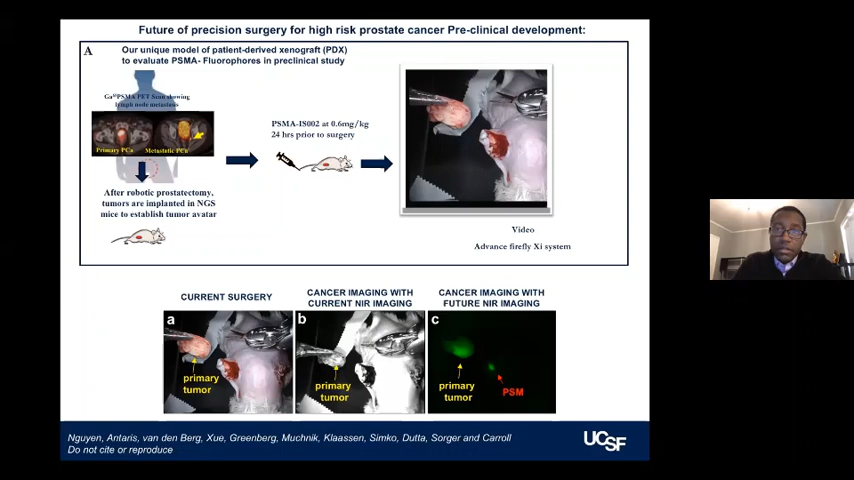 Future of precision surgery for high risk prostate cancer Pre-clinical development:
A
Our unique model of patient-derived xenograft (PDX)
to evaluate PSMA- Fluorophores in preclinical study
Ga68PSMA PET Scan showing
lymph node metastasis
Primary PCa
Metastatic PCa
After robotic prostatectomy,
tumors are implanted in NGS
mice to establish tumor avatar
PSMA-IS002 at 0.6mg/kg
24 hrs prior to surgery
Video
Advance firefly Xi system
CURRENT SURGERY
a
primary
tumor
CANCER IMAGING WITH
CURRENT NIR IMAGING
b
primary
tumor
CANCER IMAGING WITH
FUTURE NIR IMAGING
c
primary
tumor
PSM
Nguyen, Antaris, van den Berg, Xue, Greenberg, Muchnik, Klaassen, Simko, Dutta, Sorger and Carroll
Do not cite or reproduce
UCSF